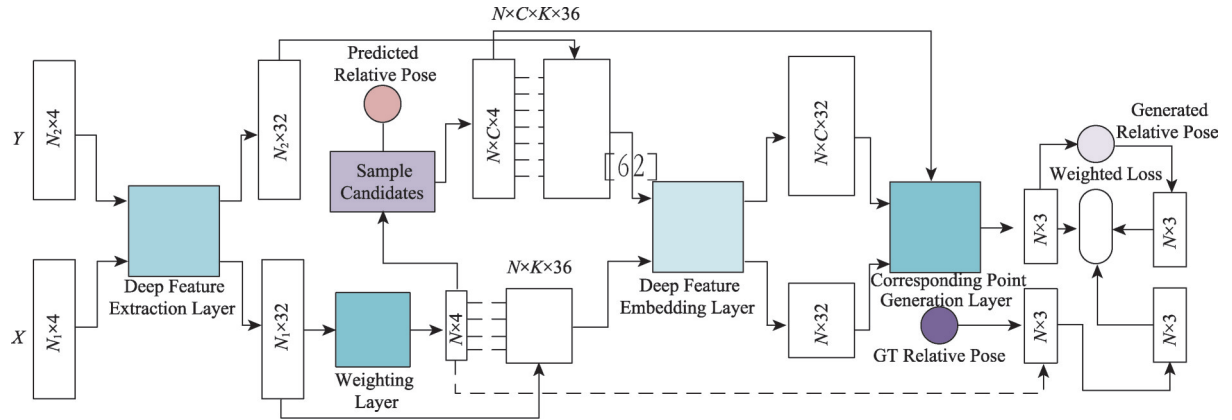 N×C×K×36
Y
N₂×4
N₂×32
Predicted
Relative Pose
Sample
Candidates
N×C×4
[62]
N×C×32
Generated
Relative Pose
Weighted Loss
N×3
N×3
Deep Feature
Extraction Layer
Deep Feature
Embedding Layer
Corresponding Point
Generation Layer
X
N₁×4
N₁×32
Weighting
Layer
N×4
N×K×36
N×32
GT Relative Pose
N×3
N×3